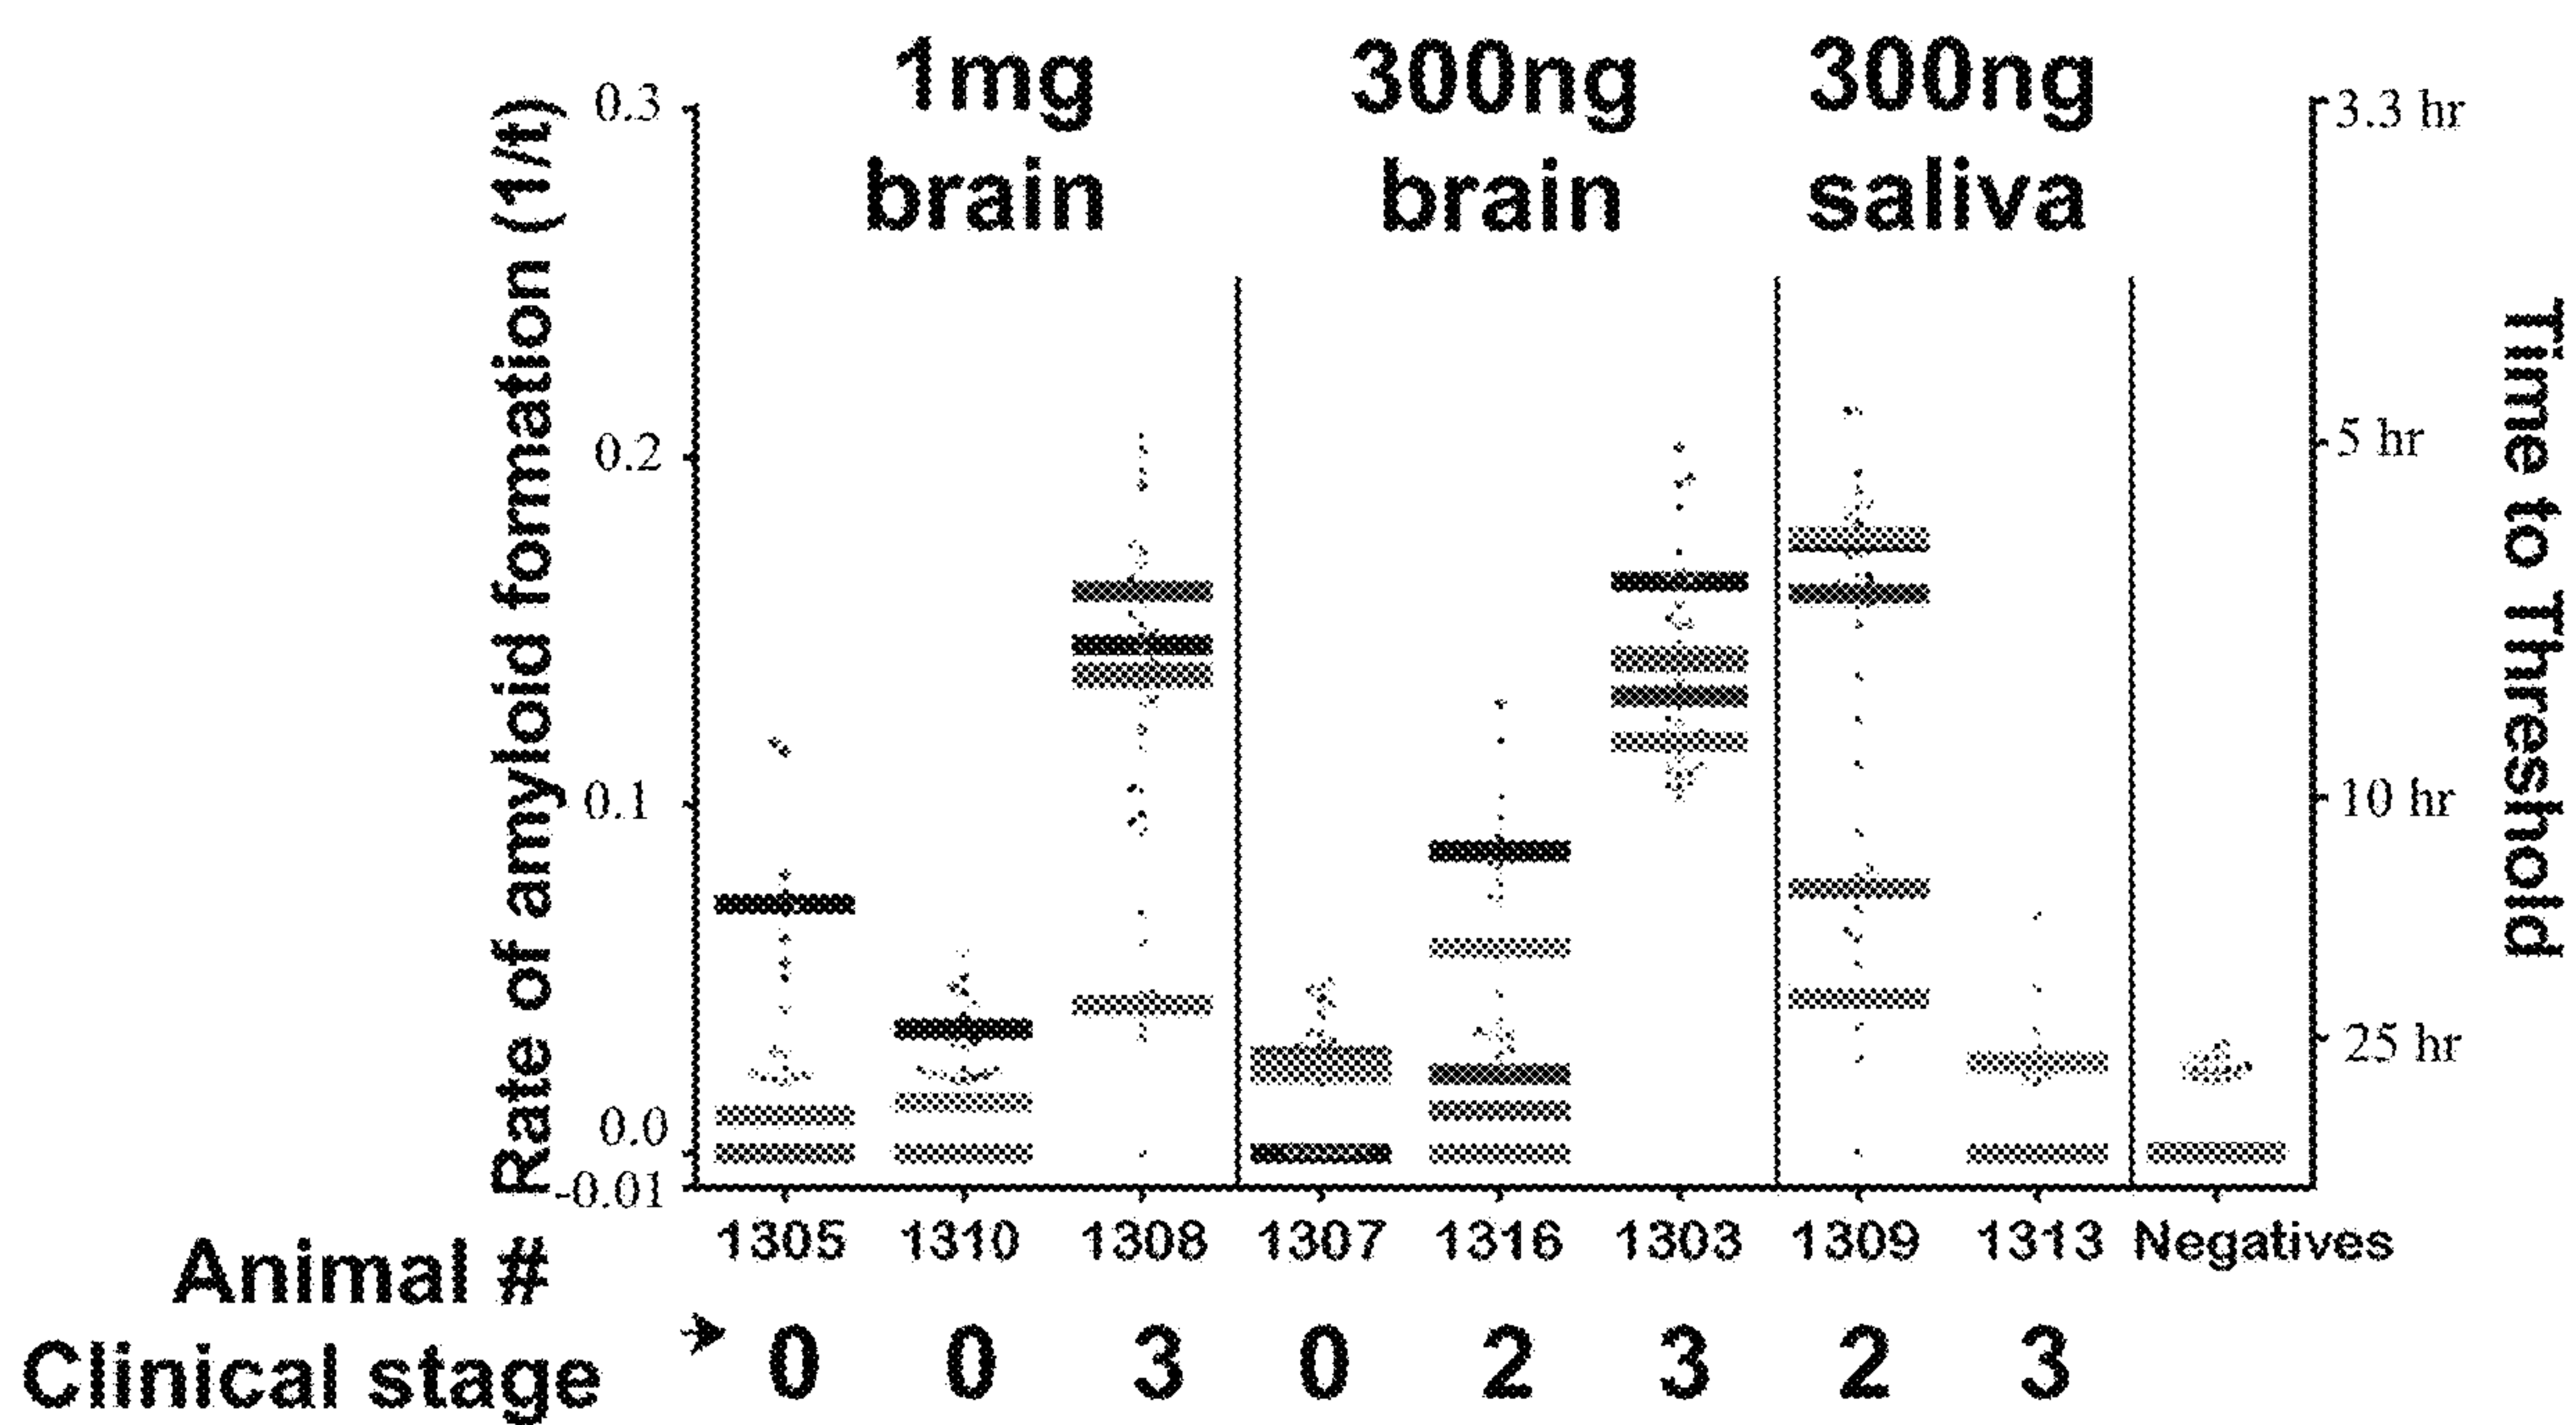 1mg brain
300ng brain
300ng saliva
Rate of amyloid formation (1/t)
0.3
0.2
0.1
0.0
-0.01
3.3 hr
5 hr
10 hr
25 hr
Time to Threshold
Animal # 1305 1310 1308 1307 1316 1303 1309 1313 Negatives
Clinical stage 0 0 3 0 2 3 2 3